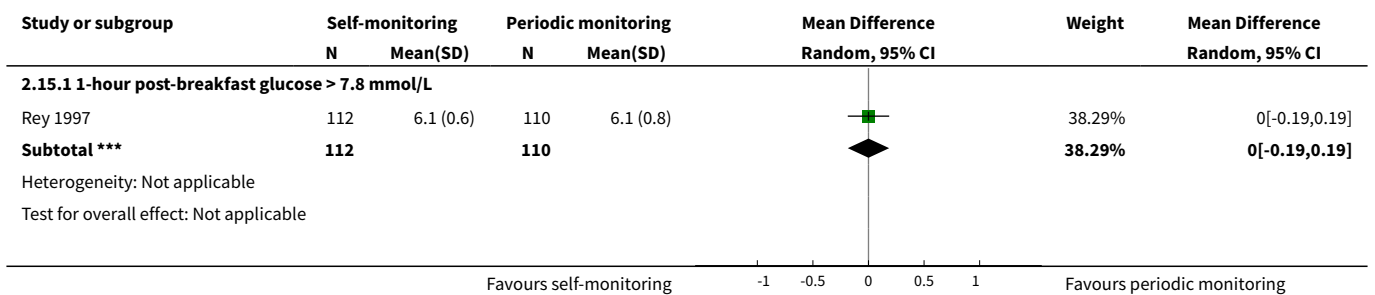 Study or subgroup Self-monitoring Periodic monitoring Mean Difference Weight Mean Difference
N Mean(SD) N Mean(SD) Random, 95% CI Random, 95% CI
2.15.1 1-hour post-breakfast glucose > 7.8 mmol/L
Rey 1997 112 6.1 (0.6) 110 6.1 (0.8) 38.29% 0[-0.19,0.19]
Subtotal *** 112 110 38.29% 0[-0.19,0.19]
Heterogeneity: Not applicable
Test for overall effect: Not applicable
Favours self-monitoring -1 -0.5 0 0.5 1 Favours periodic monitoring